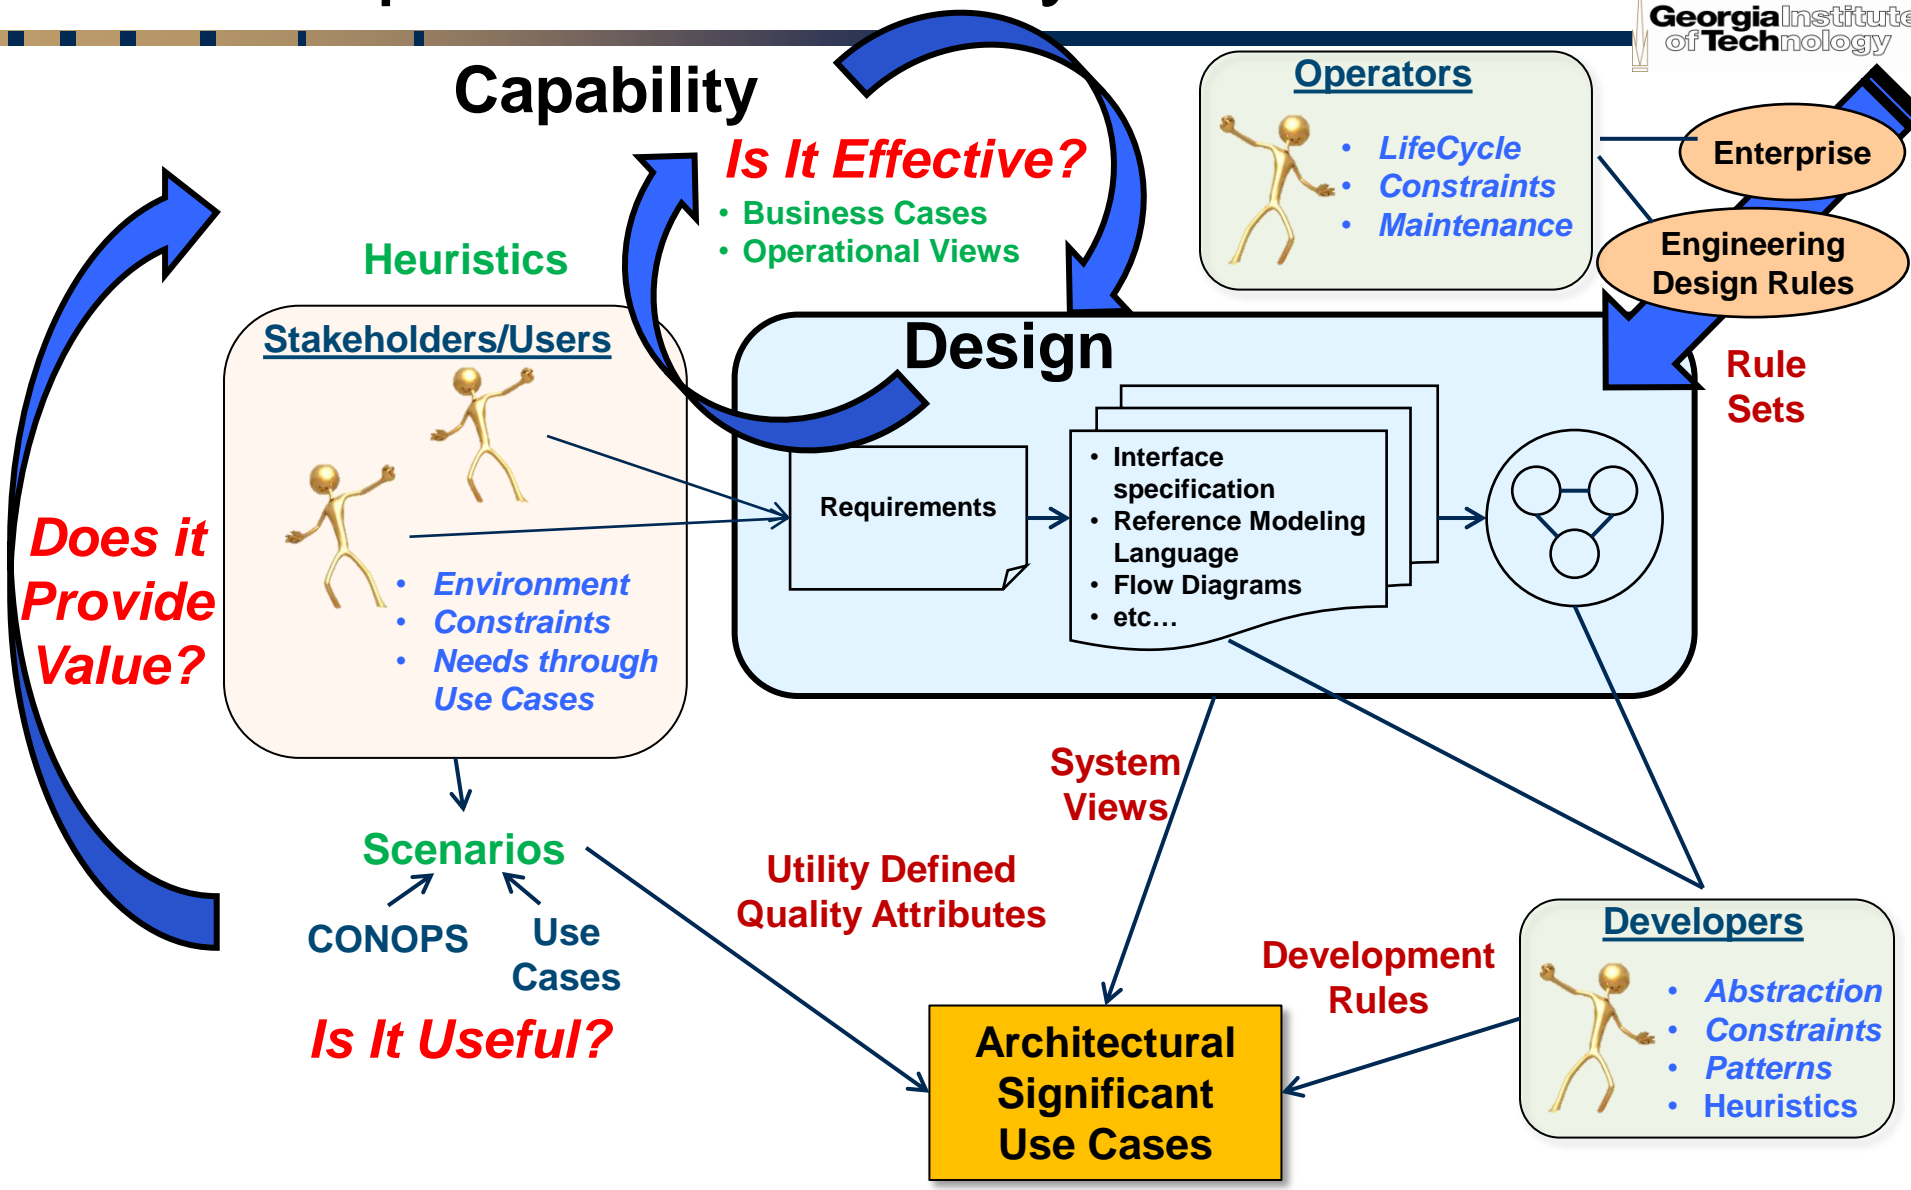 GeorgiaInstitute
of Technology
Capability
Is It Effective?
• Business Cases
• Operational Views
Operators
• LifeCycle
• Constraints
• Maintenance
Enterprise
Engineering
Design Rules
Rule
Sets
Heuristics
Stakeholders/Users
• Environment
• Constraints
• Needs through
Use Cases
Does it
Provide
Value?
Design
Requirements
• Interface
specification
• Reference Modeling
Language
• Flow Diagrams
• etc…
System
Views
Scenarios
CONOPS
Use
Cases
Is It Useful?
Utility Defined
Quality Attributes
Development
Rules
Architectural
Significant
Use Cases
Developers
• Abstraction
• Constraints
• Patterns
• Heuristics